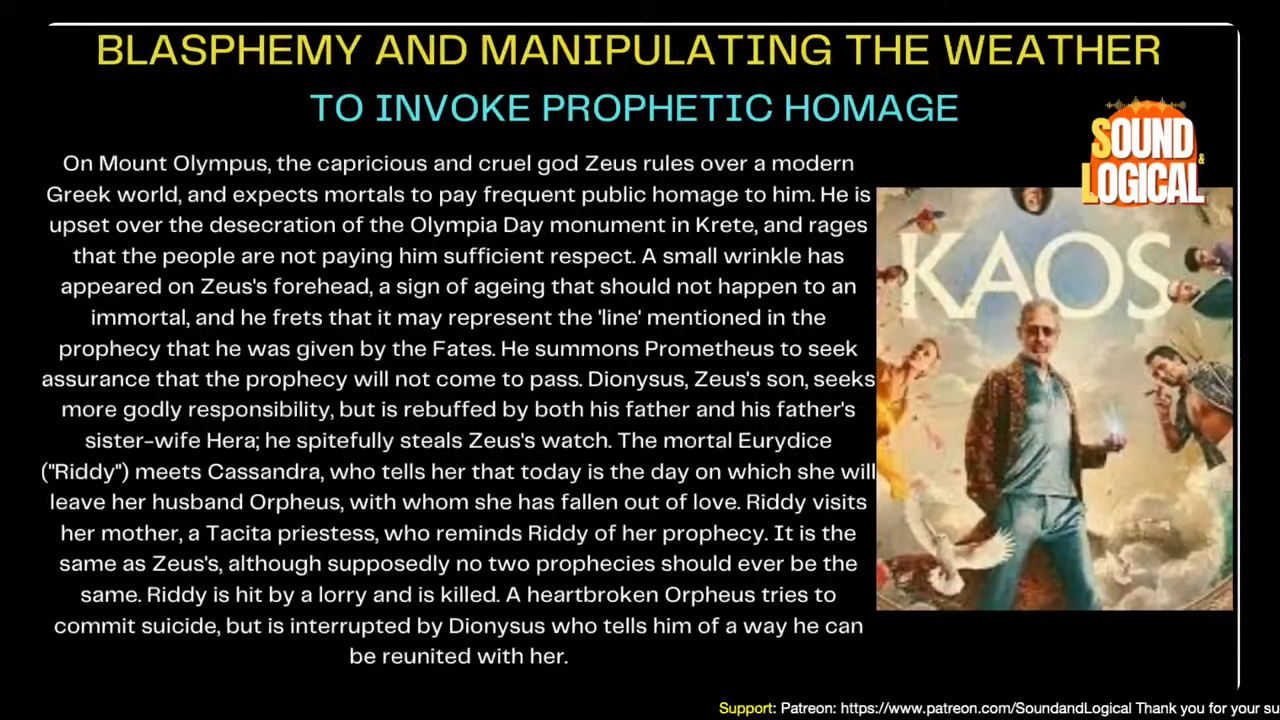 BLASPHEMY AND MANIPULATING THE WEATHER
TO INVOKE PROPHETIC HOMAGE
SOUND
&
LOGICAL
KAOS
On Mount Olympus, the capricious and cruel god Zeus rules over a modern
Greek world, and expects mortals to pay frequent public homage to him. He is
upset over the desecration of the Olympia Day monument in Krete, and rages
that the people are not paying him sufficient respect. A small wrinkle has
appeared on Zeus's forehead, a sign of ageing that should not happen to an
immortal, and he frets that it may represent the 'line' mentioned in the
prophecy that he was given by the Fates. He summons Prometheus to seek
assurance that the prophecy will not come to pass. Dionysus, Zeus's son, seeks
more godly responsibility, but is rebuffed by both his father and his father's
sister-wife Hera; he spitefully steals Zeus's watch. The mortal Eurydice
("Riddy") meets Cassandra, who tells her that today is the day on which she will
leave her husband Orpheus, with whom she has fallen out of love. Riddy visits
her mother, a Tacita priestess, who reminds Riddy of her prophecy. It is the
same as Zeus's, although supposedly no two prophecies should ever be the
same. Riddy is hit by a lorry and is killed. A heartbroken Orpheus tries to
commit suicide, but is interrupted by Dionysus who tells him of a way he can
be reunited with her.
Support: Patreon: https://www.patreon.com/SoundandLogical Thank you for your su